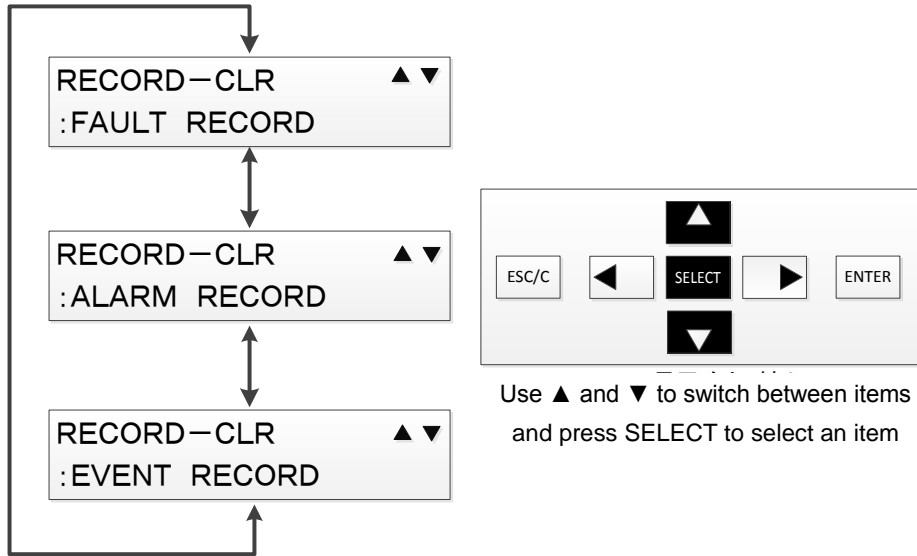 RECORD－CLR ▲ ▼
:FAULT RECORD
RECORD－CLR ▲ ▼
:ALARM RECORD
RECORD－CLR ▲ ▼
:EVENT RECORD
ESC/C ◀ SELECT ▶ ENTER
Use ▲ and ▼ to switch between items
and press SELECT to select an item